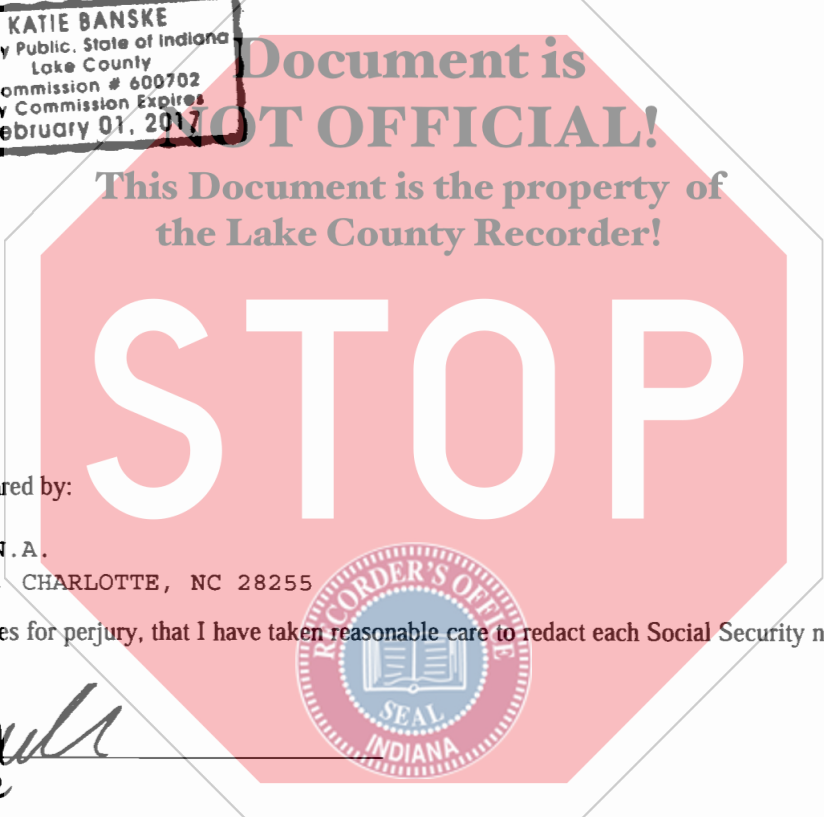 KATIE BANSKE
y Public, State of Indiana
Lake County
ommission # 600702
y Commission Expires
ebruary 01, 2017
Document is
NOT OFFICIAL!
This Document is the property of
the Lake County Recorder!
STOP
red by:
N.A.
CHARLOTTE, NC 28255
es for perjury, that I have taken reasonable care to redact each Social Security n
RECORDER'S OFFICE
SEAL
INDIANA